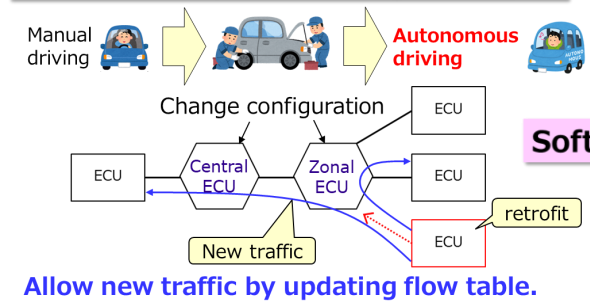 Manual
driving
Autonomous
driving
Change configuration
ECU
Soft
ECU
Central
ECU
Zonal
ECU
ECU
retrofit
ECU
New traffic
Allow new traffic by updating flow table.